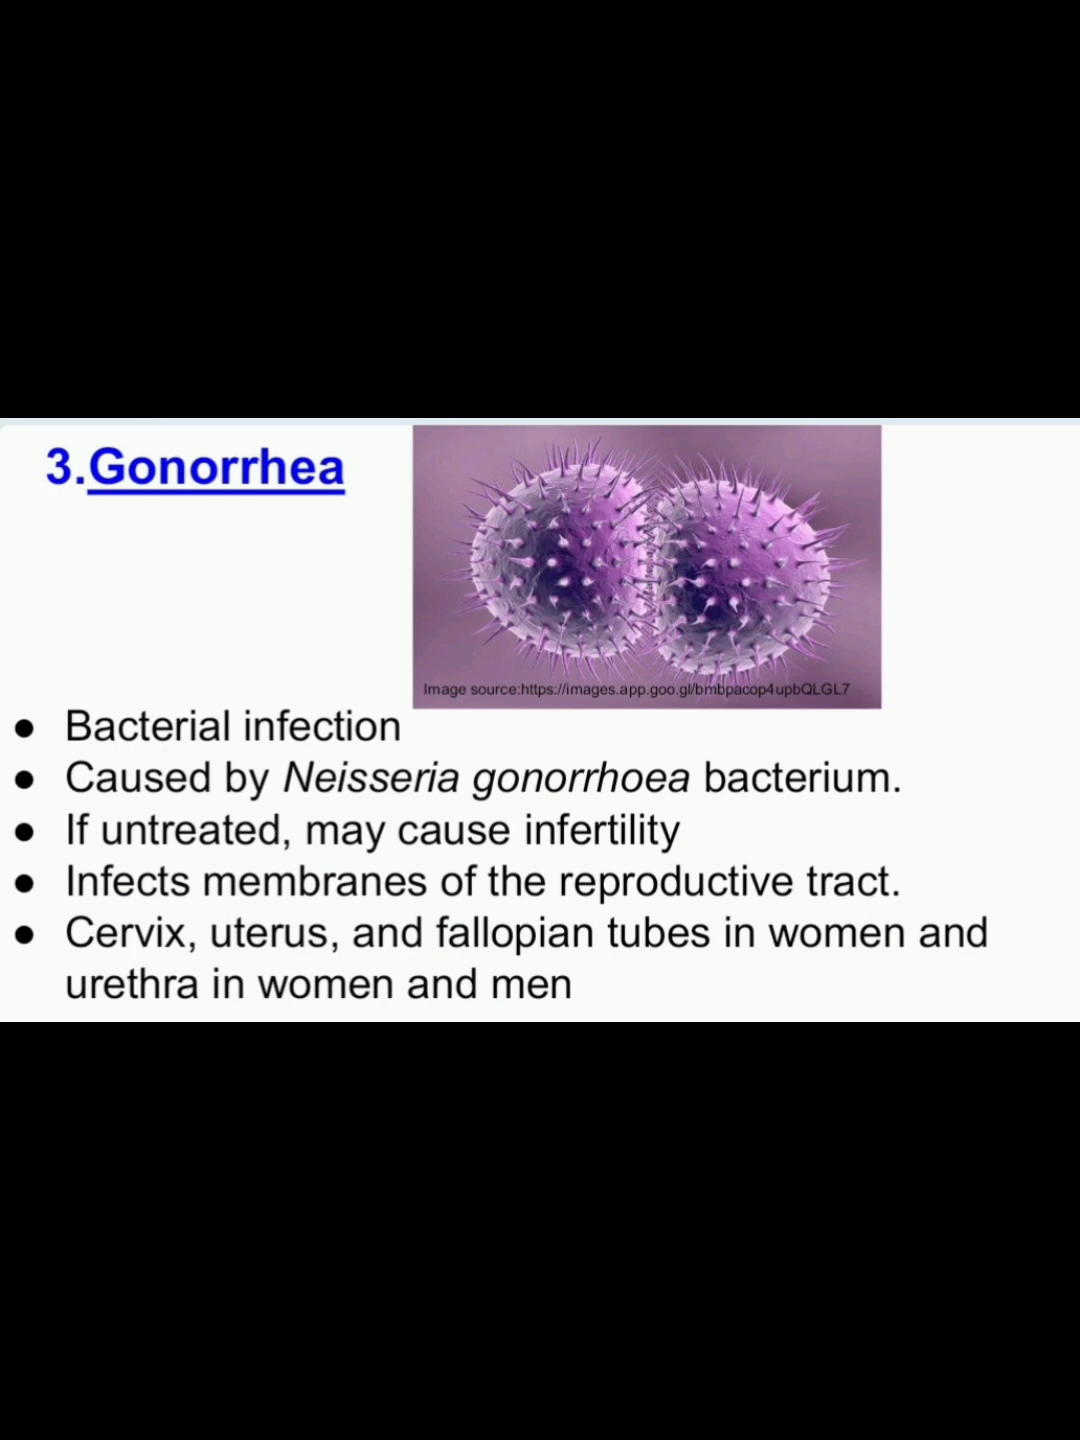 3.Gonorrhea
Image source:https://images.app.goo.gl/bmbpacop4upbQLGL7
● Bacterial infection
● Caused by Neisseria gonorrhoea bacterium.
● If untreated, may cause infertility
● Infects membranes of the reproductive tract.
● Cervix, uterus, and fallopian tubes in women and
urethra in women and men